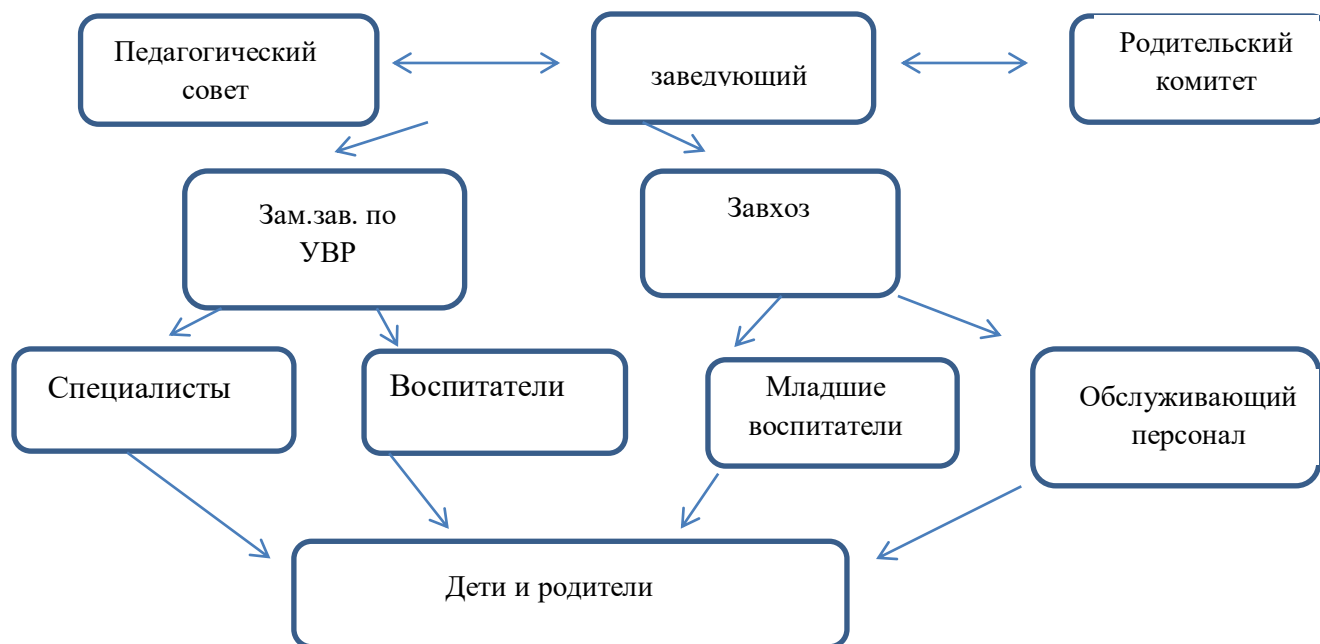 Педагогический
совет
заведующий
Родительский
комитет
Зам.зав. по
УВР
Завхоз
Специалисты
Воспитатели
Младшие
воспитатели
Обслуживающий
персонал
Дети и родители